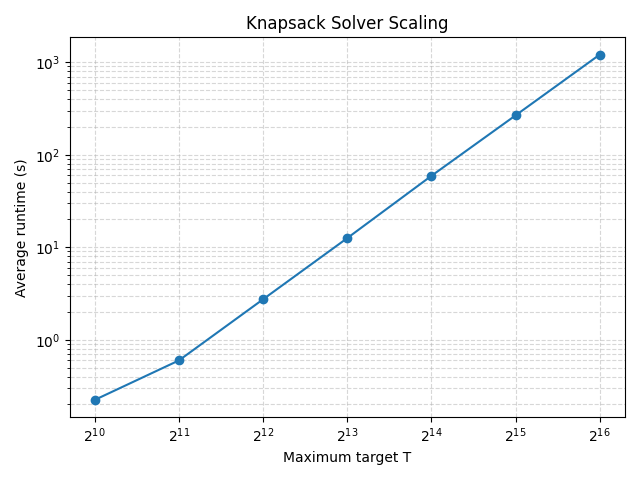 Knapsack Solver Scaling
Average runtime (s)
10³
10²
10¹
10⁰
2¹⁰ 2¹¹ 2¹² 2¹³ 2¹⁴ 2¹⁵ 2¹⁶
Maximum target T